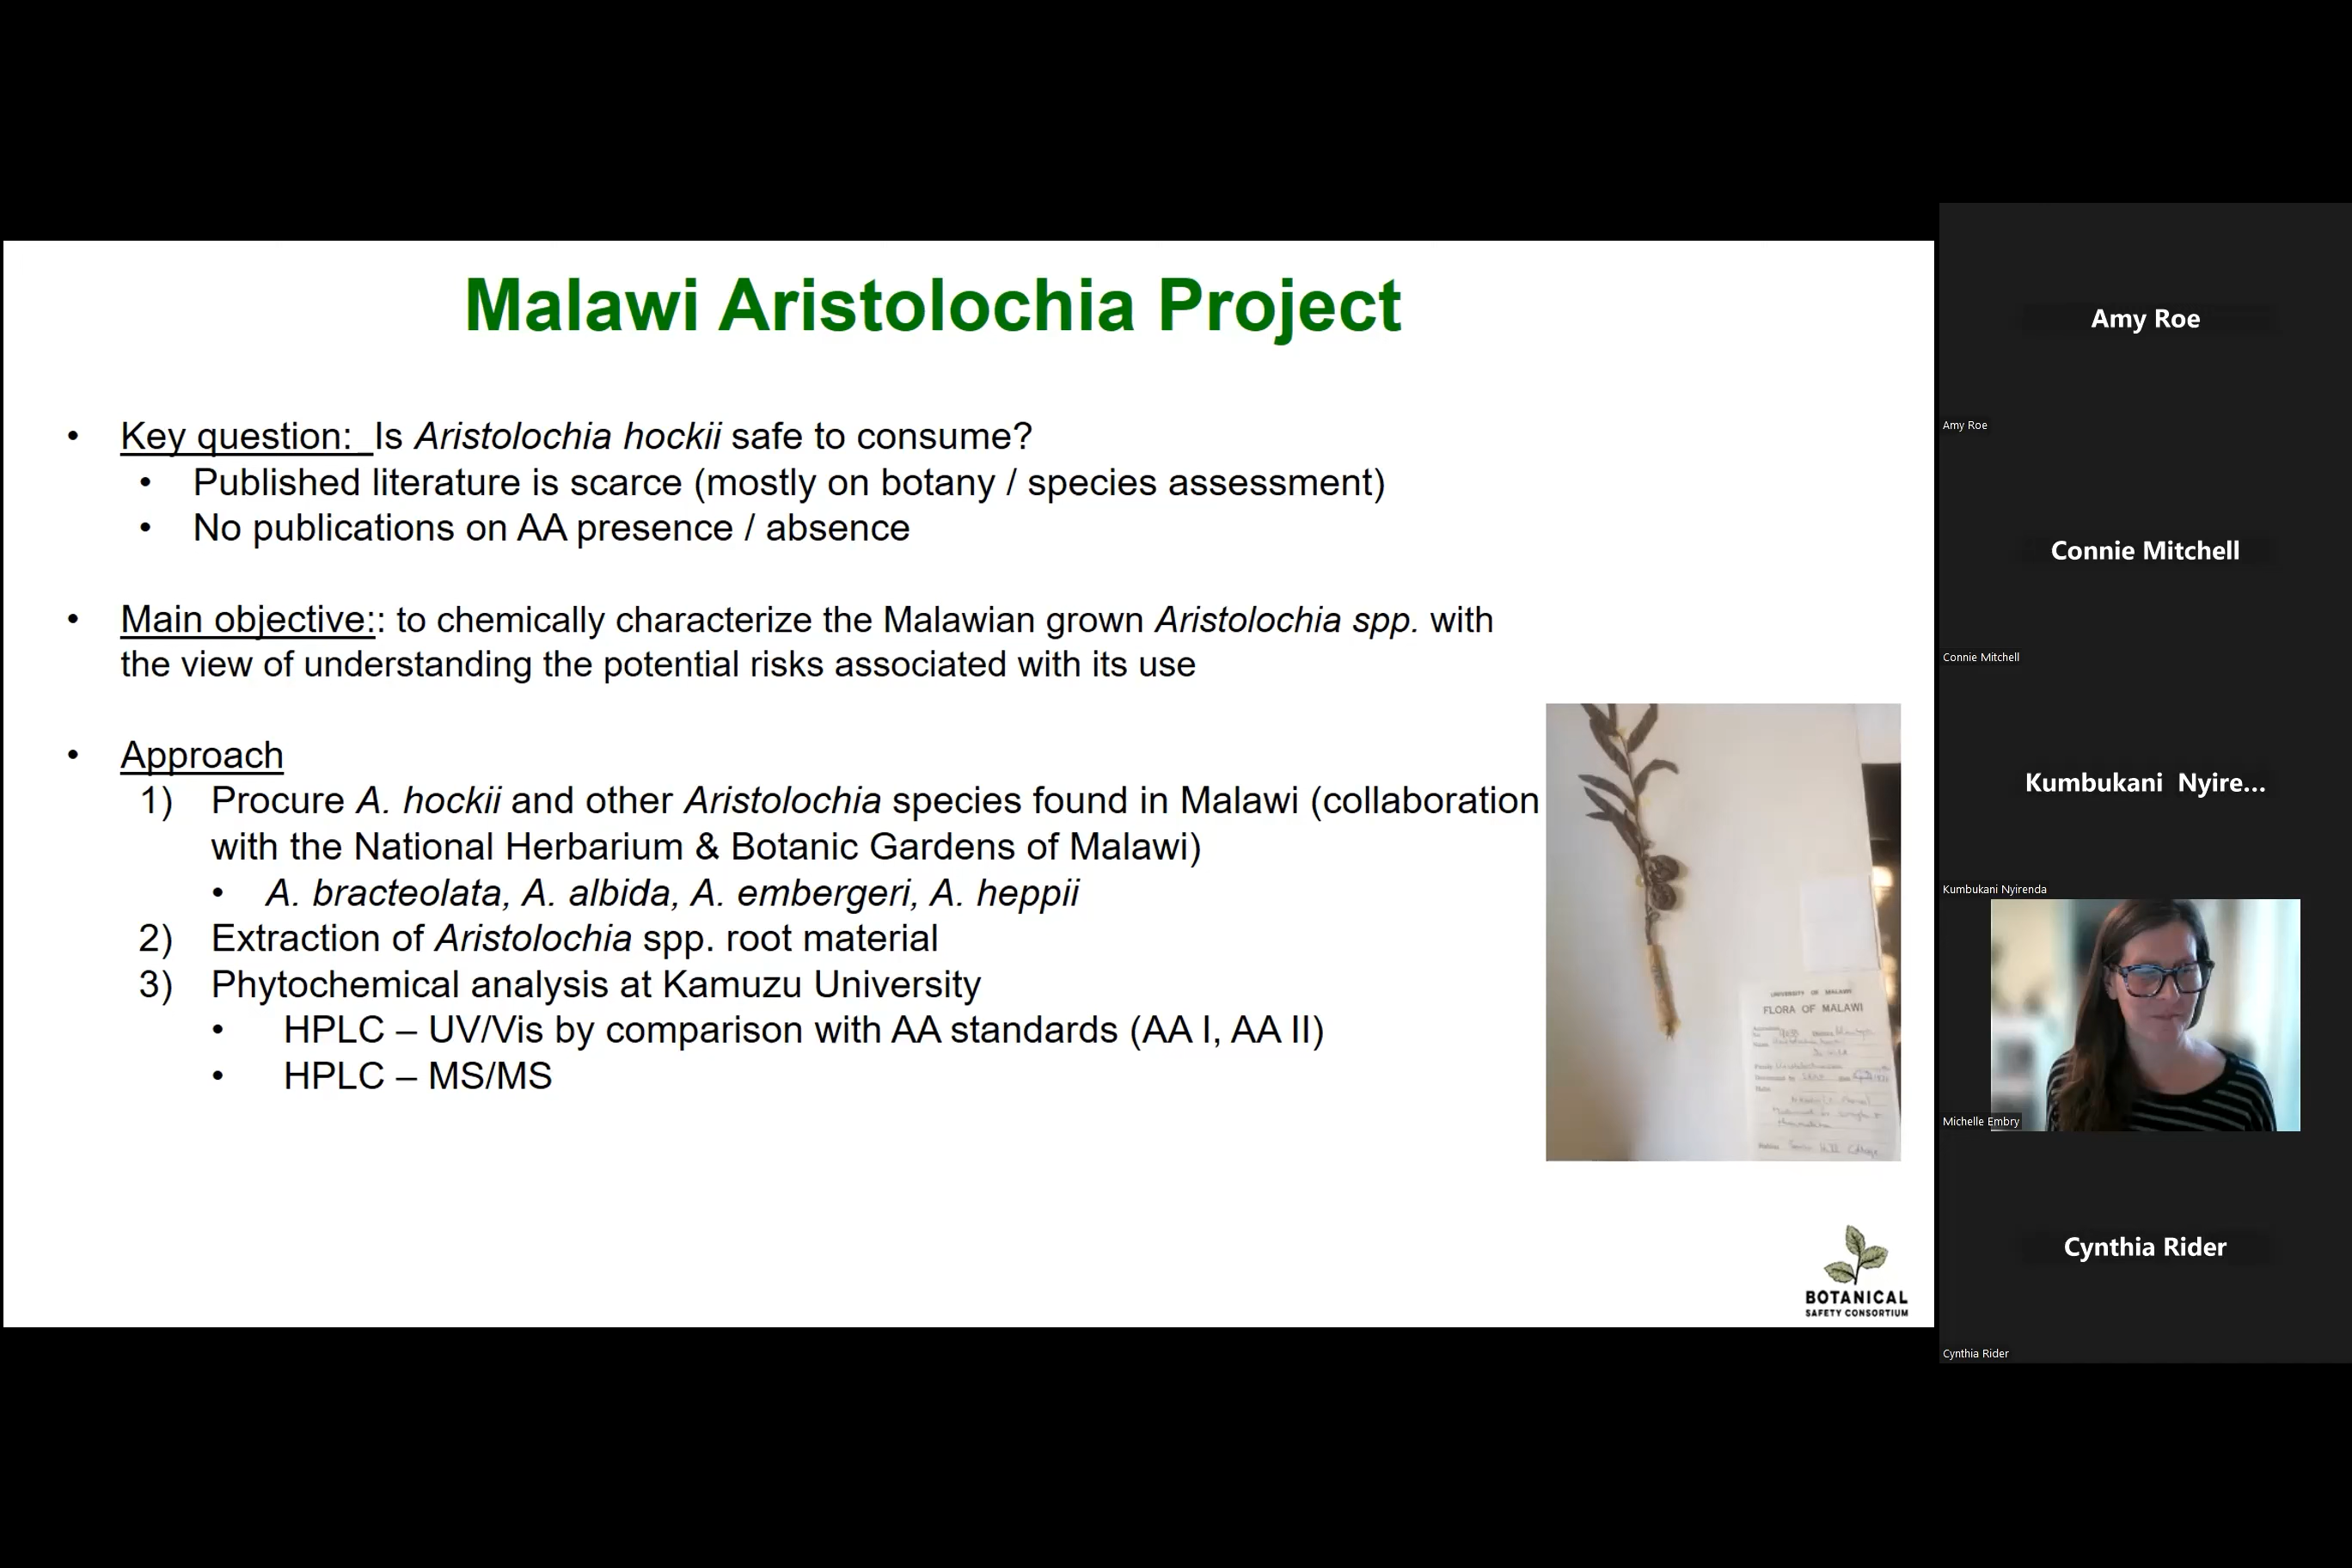 Malawi Aristolochia Project
• Key question: Is Aristolochia hockii safe to consume?
• Published literature is scarce (mostly on botany / species assessment)
• No publications on AA presence / absence
• Main objective:: to chemically characterize the Malawian grown Aristolochia spp. with
the view of understanding the potential risks associated with its use
• Approach
1) Procure A. hockii and other Aristolochia species found in Malawi (collaboration
with the National Herbarium & Botanic Gardens of Malawi)
• A. bracteolata, A. albida, A. embergeri, A. heppii
2) Extraction of Aristolochia spp. root material
3) Phytochemical analysis at Kamuzu University
• HPLC – UV/Vis by comparison with AA standards (AA I, AA II)
• HPLC – MS/MS
UNIVERSITY OF MALAWI
FLORA OF MALAWI
BOTANICAL
SAFETY CONSORTIUM
Amy Roe
Amy Roe
Connie Mitchell
Connie Mitchell
Kumbukani Nyire...
Kumbukani Nyirenda
Michelle Embry
Cynthia Rider
Cynthia Rider